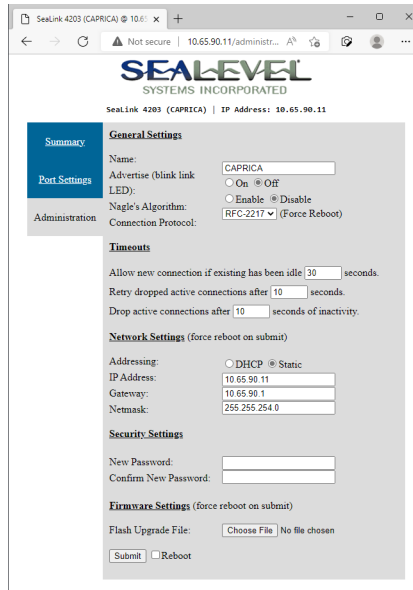 SeaLink 4203 (CAPRICA) @ 10.65
Not secure | 10.65.90.11/administr...
SEALEVEL
SYSTEMS INCORPORATED
SeaLink 4203 (CAPRICA) | IP Address: 10.65.90.11
Summary
Port Settings
Administration
General Settings
Name: CAPRICA
Advertise (blink link LED): On Off
Nagle's Algorithm: Enable Disable
Connection Protocol: RFC-2217 (Force Reboot)
Timeouts
Allow new connection if existing has been idle 30 seconds.
Retry dropped active connections after 10 seconds.
Drop active connections after 10 seconds of inactivity.
Network Settings (force reboot on submit)
Addressing: DHCP Static
IP Address: 10.65.90.11
Gateway: 10.65.90.1
Netmask: 255.255.254.0
Security Settings
New Password:
Confirm New Password:
Firmware Settings (force reboot on submit)
Flash Upgrade File: Choose File No file chosen
Submit Reboot